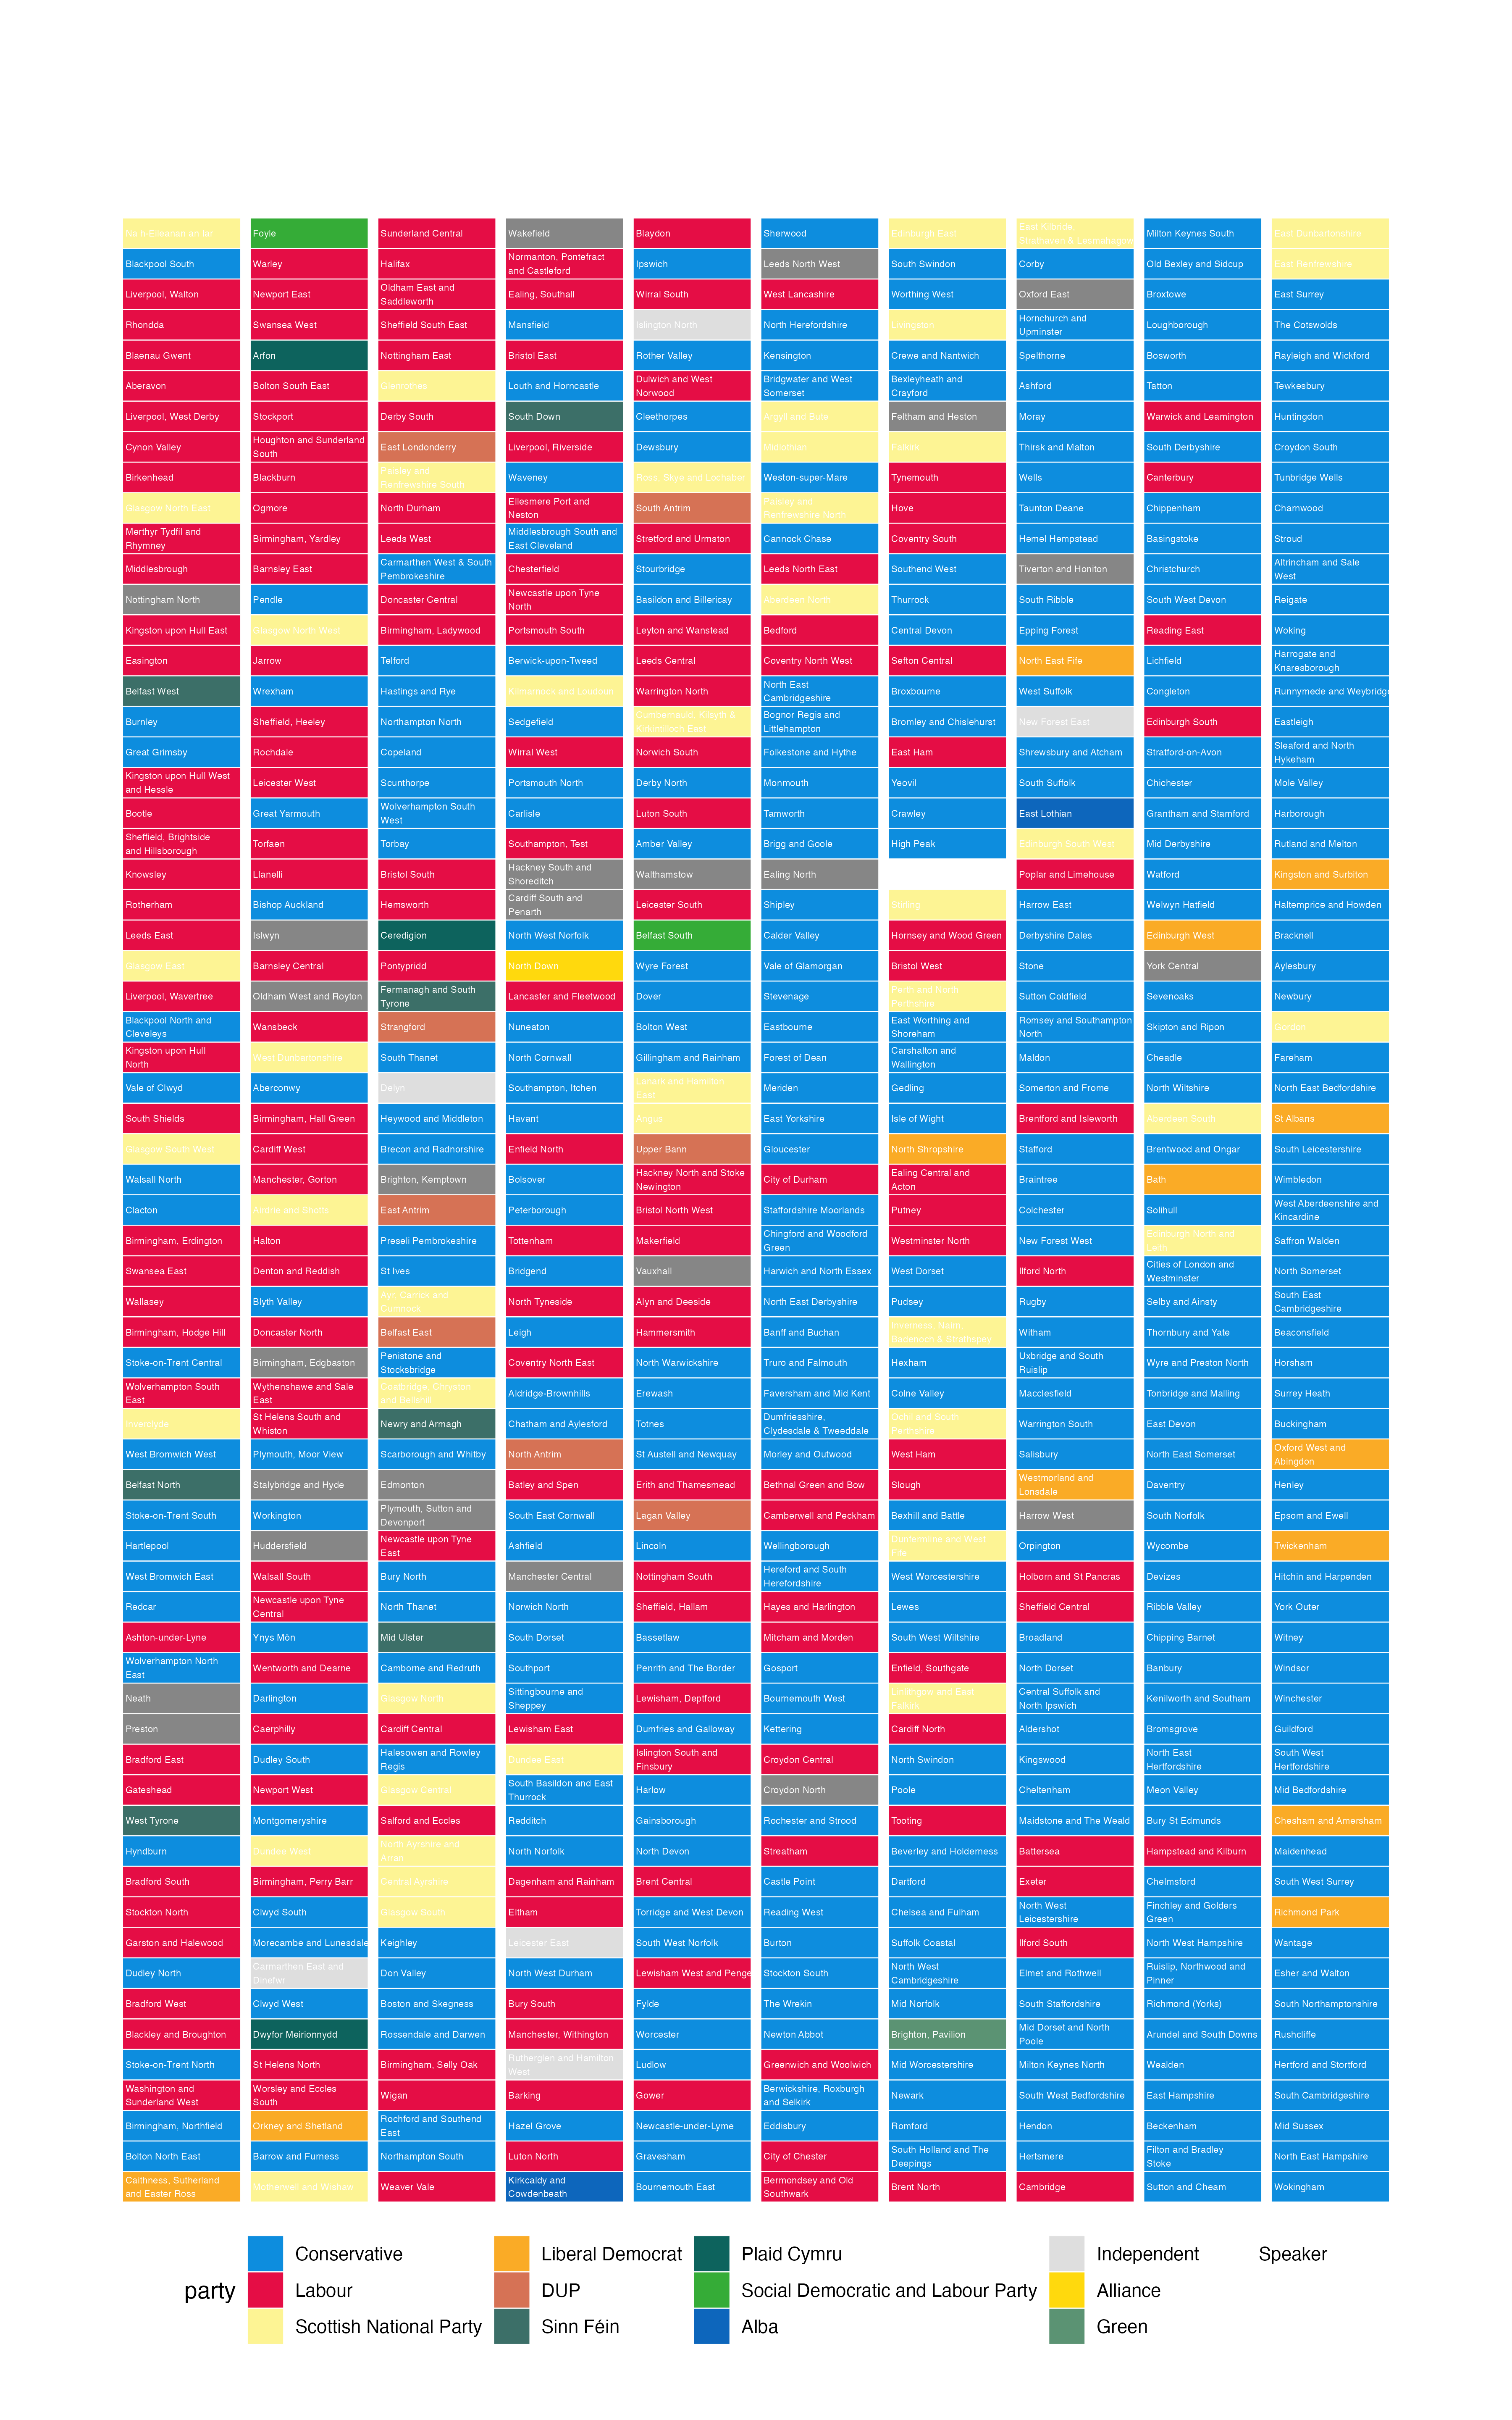 Na h-Eileanan an Iar
Blackpool South
Liverpool, Walton
Rhondda
Blaenau Gwent
Aberavon
Liverpool, West Derby
Cynon Valley
Birkenhead
Glasgow North East
Merthyr Tydfil and
Rhymney
Middlesbrough
Nottingham North
Kingston upon Hull East
Easington
Belfast West
Burnley
Great Grimsby
Kingston upon Hull West
and Hessle
Bootle
Sheffield, Brightside
and Hillsborough
Knowsley
Rotherham
Leeds East
Glasgow East
Liverpool, Wavertree
Blackpool North and
Cleveleys
Kingston upon Hull
North
Vale of Clwyd
South Shields
Glasgow South West
Walsall North
Clacton
Birmingham, Erdington
Swansea East
Wallasey
Birmingham, Hodge Hill
Stoke-on-Trent Central
Wolverhampton South
East
Inverclyde
West Bromwich West
Belfast North
Stoke-on-Trent South
Hartlepool
West Bromwich East
Redcar
Ashton-under-Lyne
Wolverhampton North
East
Neath
Preston
Bradford East
Gateshead
West Tyrone
Hyndburn
Bradford South
Stockton North
Garston and Halewood
Dudley North
Bradford West
Blackley and Broughton
Stoke-on-Trent North
Washington and
Sunderland West
Birmingham, Northfield
Bolton North East
Caithness, Sutherland
and Easter Ross
Foyle
Warley
Newport East
Swansea West
Arfon
Bolton South East
Stockport
Houghton and Sunderland
South
Blackburn
Ogmore
Birmingham, Yardley
Barnsley East
Pendle
Glasgow North West
Jarrow
Wrexham
Sheffield, Heeley
Rochdale
Leicester West
Great Yarmouth
Torfaen
Llanelli
Bishop Auckland
Islwyn
Barnsley Central
Oldham West and Royton
Wansbeck
West Dunbartonshire
Aberconwy
Birmingham, Hall Green
Cardiff West
Manchester, Gorton
Airdrie and Shotts
Halton
Denton and Reddish
Blyth Valley
Doncaster North
Birmingham, Edgbaston
Wythenshawe and Sale
East
St Helens South and
Whiston
Plymouth, Moor View
Stalybridge and Hyde
Workington
Huddersfield
Walsall South
Newcastle upon Tyne
Central
Ynys Môn
Wentworth and Dearne
Darlington
Caerphilly
Dudley South
Newport West
Montgomeryshire
Dundee West
Birmingham, Perry Barr
Clwyd South
Morecambe and Lunesdale
Carmarthen East and
Dinefwr
Clwyd West
Dwyfor Meirionnydd
St Helens North
Worsley and Eccles
South
Orkney and Shetland
Barrow and Furness
Motherwell and Wishaw
Sunderland Central
Halifax
Oldham East and
Saddleworth
Sheffield South East
Nottingham East
Glenrothes
Derby South
East Londonderry
Paisley and
Renfrewshire South
North Durham
Leeds West
Carmarthen West & South
Pembrokeshire
Doncaster Central
Birmingham, Ladywood
Telford
Hastings and Rye
Northampton North
Copeland
Scunthorpe
Wolverhampton South
West
Torbay
Bristol South
Hemsworth
Ceredigion
Pontypridd
Fermanagh and South
Tyrone
Strangford
South Thanet
Delyn
Heywood and Middleton
Brecon and Radnorshire
Brighton, Kemptown
East Antrim
Preseli Pembrokeshire
St Ives
Ayr, Carrick and
Cumnock
Belfast East
Penistone and
Stocksbridge
Coatbridge, Chryston
and Bellshill
Newry and Armagh
Scarborough and Whitby
Edmonton
Plymouth, Sutton and
Devonport
Newcastle upon Tyne
East
Bury North
North Thanet
Mid Ulster
Camborne and Redruth
Glasgow North
Cardiff Central
Halesowen and Rowley
Regis
Glasgow Central
Salford and Eccles
North Ayrshire and
Arran
Central Ayrshire
Glasgow South
Keighley
Don Valley
Boston and Skegness
Rossendale and Darwen
Birmingham, Selly Oak
Wigan
Rochford and Southend
East
Northampton South
Weaver Vale
Wakefield
Normanton, Pontefract
and Castleford
Ealing, Southall
Mansfield
Bristol East
Louth and Horncastle
South Down
Liverpool, Riverside
Waveney
Ellesmere Port and
Neston
Middlesbrough South and
East Cleveland
Chesterfield
Newcastle upon Tyne
North
Portsmouth South
Berwick-upon-Tweed
Kilmarnock and Loudoun
Sedgefield
Wirral West
Portsmouth North
Carlisle
Southampton, Test
Hackney South and
Shoreditch
Cardiff South and
Penarth
North West Norfolk
North Down
Lancaster and Fleetwood
Nuneaton
North Cornwall
Southampton, Itchen
Havant
Enfield North
Bolsover
Peterborough
Tottenham
Bridgend
North Tyneside
Leigh
Coventry North East
Aldridge-Brownhills
Chatham and Aylesford
North Antrim
Batley and Spen
South East Cornwall
Ashfield
Manchester Central
Norwich North
South Dorset
Southport
Sittingbourne and
Sheppey
Lewisham East
Dundee East
South Basildon and East
Thurrock
Redditch
North Norfolk
Dagenham and Rainham
Eltham
Leicester East
North West Durham
Bury South
Manchester, Withington
Rutherglen and Hamilton
West
Barking
Hazel Grove
Luton North
Kirkcaldy and
Cowdenbeath
Blaydon
Ipswich
Wirral South
Islington North
Rother Valley
Dulwich and West
Norwood
Cleethorpes
Dewsbury
Ross, Skye and Lochaber
South Antrim
Stretford and Urmston
Stourbridge
Basildon and Billericay
Leyton and Wanstead
Leeds Central
Warrington North
Cumbernauld, Kilsyth &
Kirkintilloch East
Norwich South
Derby North
Luton South
Amber Valley
Walthamstow
Leicester South
Belfast South
Wyre Forest
Dover
Bolton West
Gillingham and Rainham
Lanark and Hamilton
East
Angus
Upper Bann
Hackney North and Stoke
Newington
Bristol North West
Makerfield
Vauxhall
Alyn and Deeside
Hammersmith
North Warwickshire
Erewash
Totnes
St Austell and Newquay
Erith and Thamesmead
Lagan Valley
Lincoln
Nottingham South
Sheffield, Hallam
Bassetlaw
Penrith and The Border
Lewisham, Deptford
Dumfries and Galloway
Islington South and
Finsbury
Harlow
Gainsborough
North Devon
Brent Central
Torridge and West Devon
South West Norfolk
Lewisham West and Penge
Fylde
Worcester
Ludlow
Gower
Newcastle-under-Lyme
Gravesham
Bournemouth East
Sherwood
Leeds North West
West Lancashire
North Herefordshire
Kensington
Bridgwater and West
Somerset
Argyll and Bute
Midlothian
Weston-super-Mare
Paisley and
Renfrewshire North
Cannock Chase
Leeds North East
Aberdeen North
Bedford
Coventry North West
North East
Cambridgeshire
Bognor Regis and
Littlehampton
Folkestone and Hythe
Monmouth
Tamworth
Brigg and Goole
Ealing North
Shipley
Calder Valley
Vale of Glamorgan
Stevenage
Eastbourne
Forest of Dean
Meriden
East Yorkshire
Gloucester
City of Durham
Staffordshire Moorlands
Chingford and Woodford
Green
Harwich and North Essex
North East Derbyshire
Banff and Buchan
Truro and Falmouth
Faversham and Mid Kent
Dumfriesshire,
Clydesdale & Tweeddale
Morley and Outwood
Bethnal Green and Bow
Camberwell and Peckham
Wellingborough
Hereford and South
Herefordshire
Hayes and Harlington
Mitcham and Morden
Gosport
Bournemouth West
Kettering
Croydon Central
Croydon North
Rochester and Strood
Streatham
Castle Point
Reading West
Burton
Stockton South
The Wrekin
Newton Abbot
Greenwich and Woolwich
Berwickshire, Roxburgh
and Selkirk
Eddisbury
City of Chester
Bermondsey and Old
Southwark
Edinburgh East
South Swindon
Worthing West
Livingston
Crewe and Nantwich
Bexleyheath and
Crayford
Feltham and Heston
Falkirk
Tynemouth
Hove
Coventry South
Southend West
Thurrock
Central Devon
Sefton Central
Broxbourne
Bromley and Chislehurst
East Ham
Yeovil
Crawley
High Peak
Stirling
Hornsey and Wood Green
Bristol West
Perth and North
Perthshire
East Worthing and
Shoreham
Carshalton and
Wallington
Gedling
Isle of Wight
North Shropshire
Ealing Central and
Acton
Putney
Westminster North
West Dorset
Pudsey
Inverness, Nairn
Badenoch & Strathspey
Hexham
Colne Valley
Ochil and South
Perthshire
West Ham
Slough
Bexhill and Battle
Dunfermline and West
Fife
West Worcestershire
Lewes
South West Wiltshire
Enfield, Southgate
Linlithgow and East
Falkirk
Cardiff North
North Swindon
Poole
Tooting
Beverley and Holderness
Dartford
Chelsea and Fulham
Suffolk Coastal
North West
Cambridgeshire
Mid Norfolk
Brighton, Pavilion
Mid Worcestershire
Newark
Romford
South Holland and The
Deepings
Brent North
East Kilbride
Strathaven & Lesmahagow
Corby
Oxford East
Hornchurch and
Upminster
Spelthorne
Ashford
Moray
Thirsk and Malton
Wells
Taunton Deane
Hemel Hempstead
Tiverton and Honiton
South Ribble
Epping Forest
North East Fife
West Suffolk
New Forest East
Shrewsbury and Atcham
South Suffolk
East Lothian
Edinburgh South West
Poplar and Limehouse
Harrow East
Derbyshire Dales
Stone
Sutton Coldfield
Romsey and Southampton
North
Maldon
Somerton and Frome
Brentford and Isleworth
Stafford
Braintree
Colchester
New Forest West
Ilford North
Rugby
Witham
Uxbridge and South
Ruislip
Macclesfield
Warrington South
Salisbury
Westmorland and
Lonsdale
Harrow West
Orpington
Holborn and St Pancras
Sheffield Central
Broadland
North Dorset
Central Suffolk and
North Ipswich
Aldershot
Kingswood
Cheltenham
Maidstone and The Weald
Battersea
Exeter
North West
Leicestershire
Ilford South
Elmet and Rothwell
South Staffordshire
Mid Dorset and North
Poole
Milton Keynes North
South West Bedfordshire
Hendon
Hertsmere
Cambridge
Milton Keynes South
Old Bexley and Sidcup
Broxtowe
Loughborough
Bosworth
Tatton
Warwick and Leamington
South Derbyshire
Canterbury
Chippenham
Basingstoke
Christchurch
South West Devon
Reading East
Lichfield
Congleton
Edinburgh South
Stratford-on-Avon
Chichester
Grantham and Stamford
Mid Derbyshire
Watford
Welwyn Hatfield
Edinburgh West
York Central
Sevenoaks
Skipton and Ripon
Cheadle
North Wiltshire
Aberdeen South
Brentwood and Ongar
Bath
Solihull
Edinburgh North and
Leith
Cities of London and
Westminster
Selby and Ainsty
Thornbury and Yate
Wyre and Preston North
Tonbridge and Malling
East Devon
North East Somerset
Daventry
South Norfolk
Wycombe
Devizes
Ribble Valley
Chipping Barnet
Banbury
Kenilworth and Southam
Bromsgrove
North East
Hertfordshire
Meon Valley
Bury St Edmunds
Hampstead and Kilburn
Chelmsford
Finchley and Golders
Green
North West Hampshire
Ruislip, Northwood and
Pinner
Richmond (Yorks)
Arundel and South Downs
Wealden
East Hampshire
Beckenham
Filton and Bradley
Stoke
Sutton and Cheam
East Dunbartonshire
East Renfrewshire
East Surrey
The Cotswolds
Rayleigh and Wickford
Tewkesbury
Huntingdon
Croydon South
Tunbridge Wells
Charnwood
Stroud
Altrincham and Sale
West
Reigate
Woking
Harrogate and
Knaresborough
Runnymede and Weybridge
Eastleigh
Sleaford and North
Hykeham
Mole Valley
Harborough
Rutland and Melton
Kingston and Surbiton
Haltemprice and Howden
Bracknell
Aylesbury
Newbury
Gordon
Fareham
North East Bedfordshire
St Albans
South Leicestershire
Wimbledon
West Aberdeenshire and
Kincardine
Saffron Walden
North Somerset
South East
Cambridgeshire
Beaconsfield
Horsham
Surrey Heath
Buckingham
Oxford West and
Abingdon
Henley
Epsom and Ewell
Twickenham
Hitchin and Harpenden
York Outer
Witney
Windsor
Winchester
Guildford
South West
Hertfordshire
Mid Bedfordshire
Chesham and Amersham
Maidenhead
South West Surrey
Richmond Park
Wantage
Esher and Walton
South Northamptonshire
Rushcliffe
Hertford and Stortford
South Cambridgeshire
Mid Sussex
North East Hampshire
Wokingham
party
Conservative
Labour
Scottish National Party
Liberal Democrat
DUP
Sinn Féin
Plaid Cymru
Social Democratic and Labour Party
Alba
Independent
Alliance
Green
Speaker